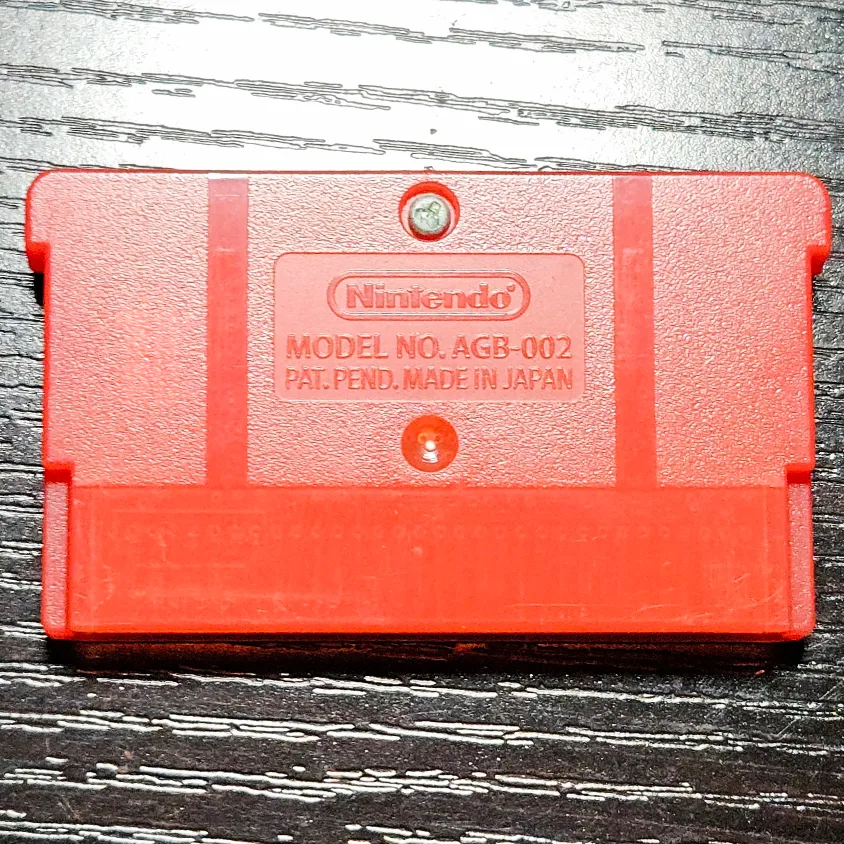 Nintendo®
MODEL NO. AGB-002
PAT. PEND. MADE IN JAPAN